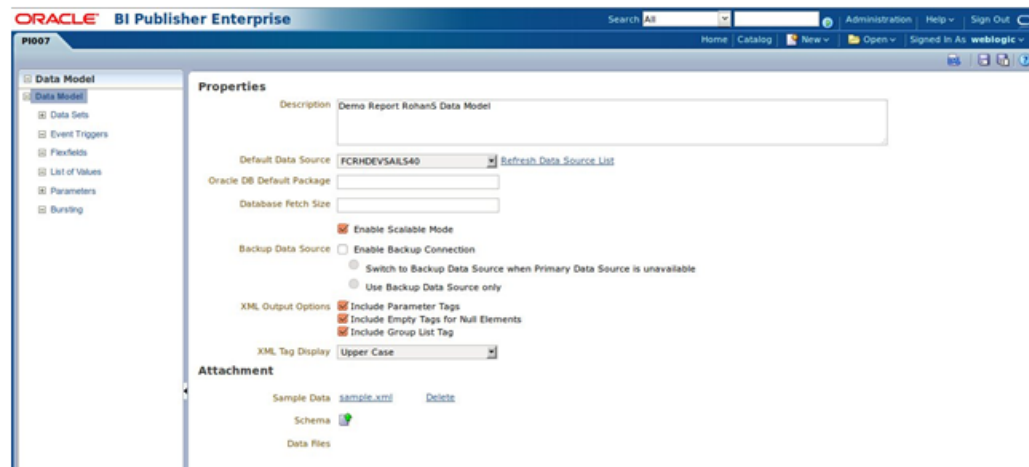 ORACLE BI Publisher Enterprise Search All Administration Help Sign Out
PI007 Home Catalog New Open Signed In As weblogic
Data Model
Data Model
Data Sets
Event Triggers
Flexfields
List of Values
Parameters
Bursting
Properties
Description Demo Report RohanS Data Model
Default Data Source FCRHDEVSAILS40 Refresh Data Source List
Oracle DB Default Package
Database Fetch Size
Enable Scalable Mode
Backup Data Source Enable Backup Connection
Switch to Backup Data Source when Primary Data Source is unavailable
Use Backup Data Source only
XML Output Options Include Parameter Tags
Include Empty Tags for Null Elements
Include Group List Tag
XML Tag Display Upper Case
Attachment
Sample Data sample.xml Delete
Schema
Data Files